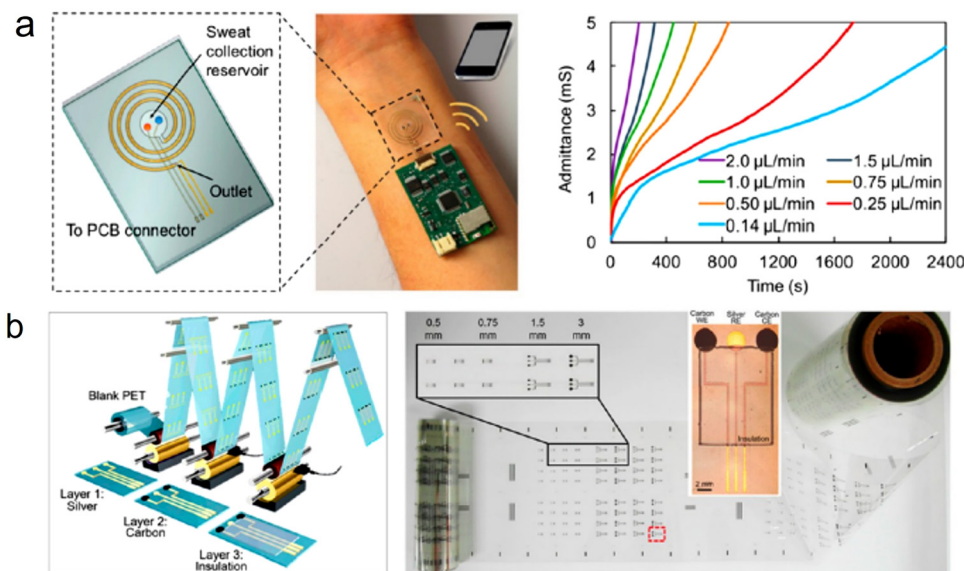 a
Sweat
collection
reservoir
Outlet
To PCB connector
Admittance (mS)
5
4
3
2
1
0
2.0 µL/min
1.5 µL/min
1.0 µL/min
0.75 µL/min
0.50 µL/min
0.25 µL/min
0.14 µL/min
0 400 800 1200 1600 2000 2400
Time (s)
b
Blank PET
Layer 1:
Silver
Layer 2:
Carbon
Layer 3:
Insulation
0.5 0.75 1.5 3
mm mm mm mm
Carbon Silver Carbon
WE RE CE
Insulation
2 mm